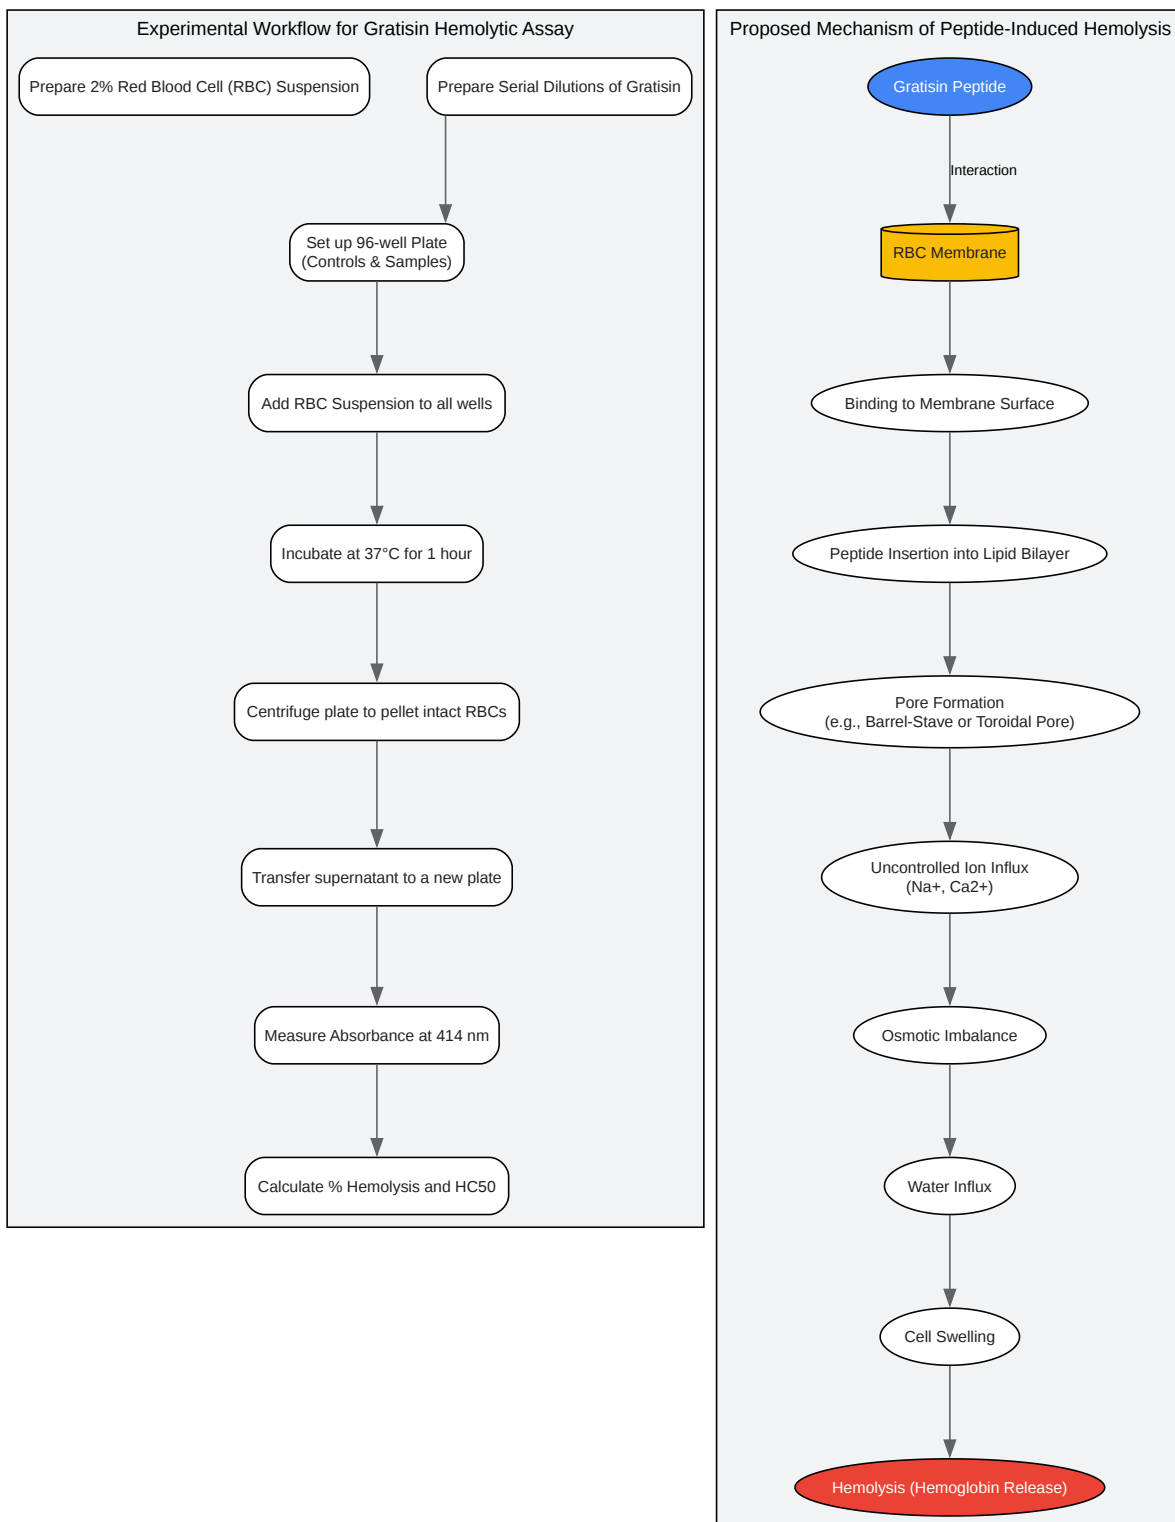 Experimental Workflow for Gratisin Hemolytic Assay
Prepare 2% Red Blood Cell (RBC) Suspension
Prepare Serial Dilutions of Gratisin
Set up 96-well Plate
(Controls & Samples)
Add RBC Suspension to all wells
Incubate at 37°C for 1 hour
Centrifuge plate to pellet intact RBCs
Transfer supernatant to a new plate
Measure Absorbance at 414 nm
Calculate % Hemolysis and HC50
Proposed Mechanism of Peptide-Induced Hemolysis
Gratisin Peptide
Interaction
RBC Membrane
Binding to Membrane Surface
Peptide Insertion into Lipid Bilayer
Pore Formation
(e.g., Barrel-Stave or Toroidal Pore)
Uncontrolled Ion Influx
(Na+, Ca2+)
Osmotic Imbalance
Water Influx
Cell Swelling
Hemolysis (Hemoglobin Release)